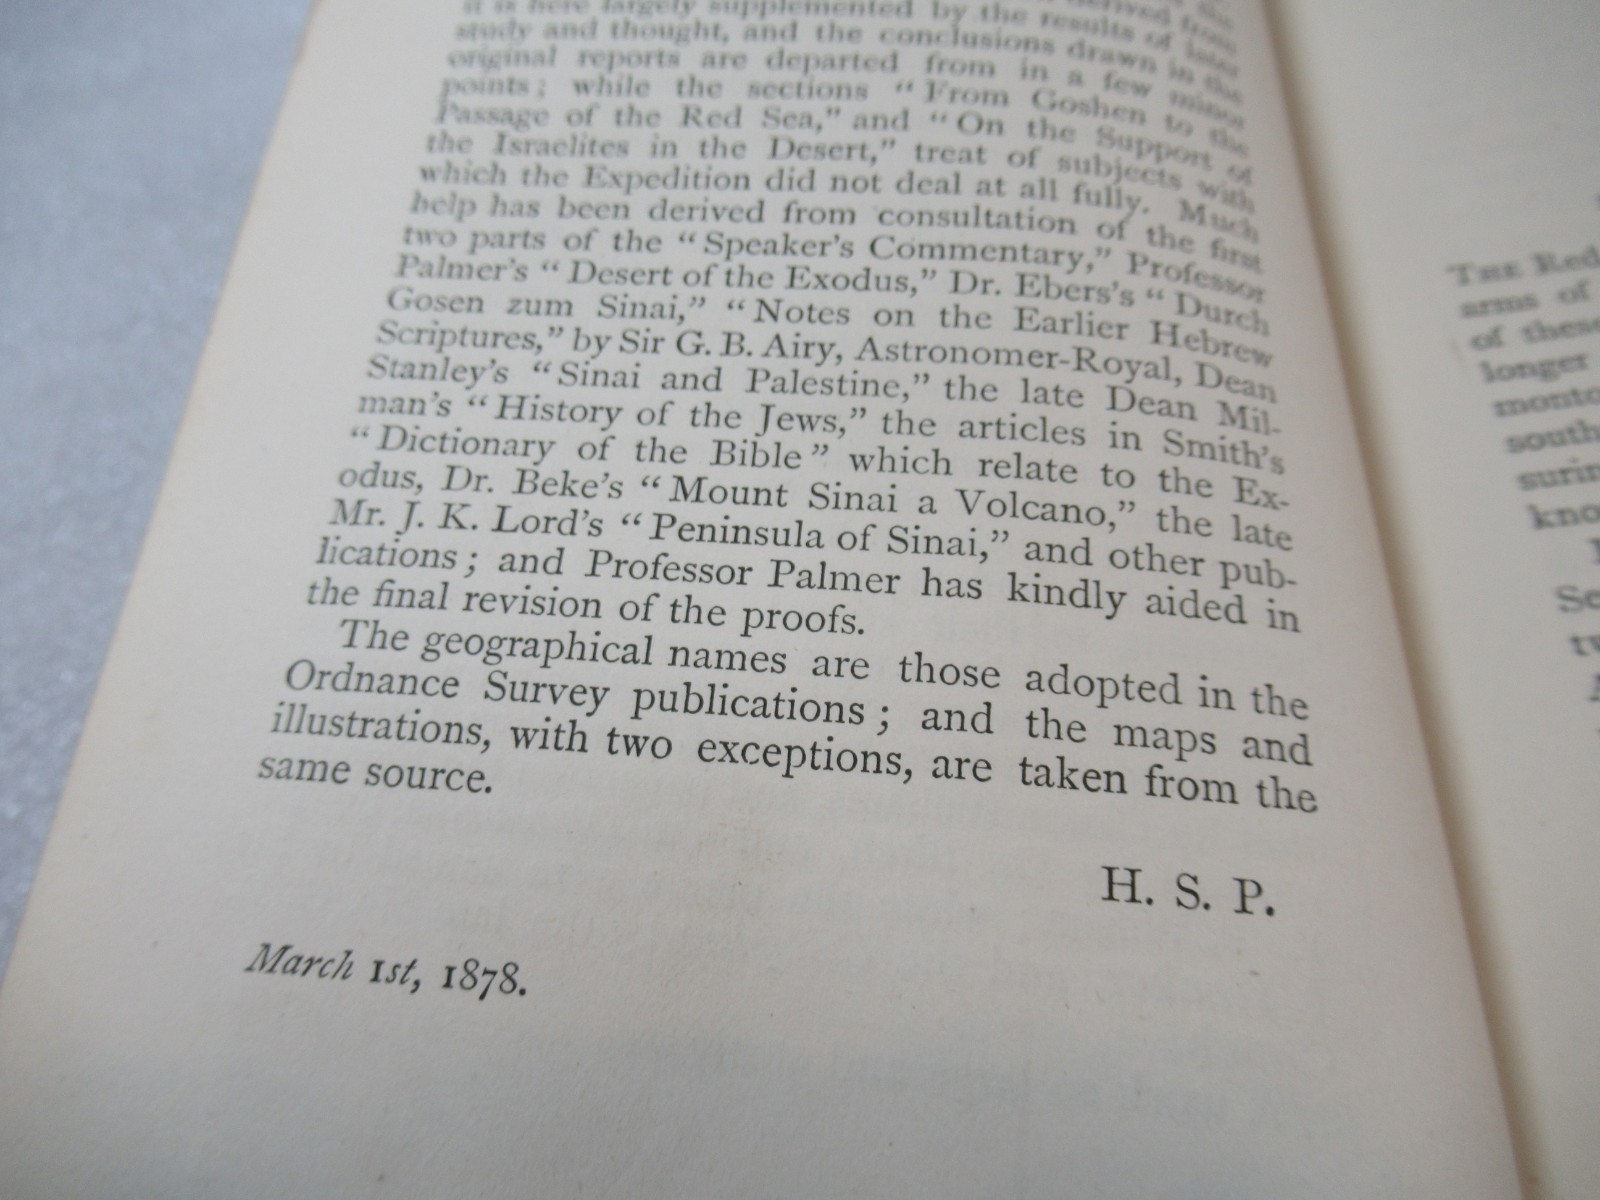 it is here largely supplemented by the results of later
study and thought, and the conclusions drawn in the
original reports are departed from in a few minor
points; while the sections “From Goshen to the
Passage of the Red Sea,” and “On the Support of
the Israelites in the Desert,” treat of subjects with
which the Expedition did not deal at all fully. Much
help has been derived from consultation of the first
two parts of the “Speaker’s Commentary,” Professor
Palmer’s “Desert of the Exodus,” Dr. Ebers’s “Durch
Gosen zum Sinai,” “Notes on the Earlier Hebrew
Scriptures,” by Sir G. B. Airy, Astronomer-Royal, Dean
Stanley’s “Sinai and Palestine,” the late Dean Mil-
man’s “History of the Jews,” the articles in Smith’s
“Dictionary of the Bible” which relate to the Ex-
odus, Dr. Beke’s “Mount Sinai a Volcano,” the late
Mr. J. K. Lord’s “Peninsula of Sinai,” and other pub-
lications; and Professor Palmer has kindly aided in
the final revision of the proofs.
The geographical names are those adopted in the
Ordnance Survey publications; and the maps and
illustrations, with two exceptions, are taken from the
same source.
H. S. P.
March 1st, 1878.
THE Red
arms of
of these
longer
south